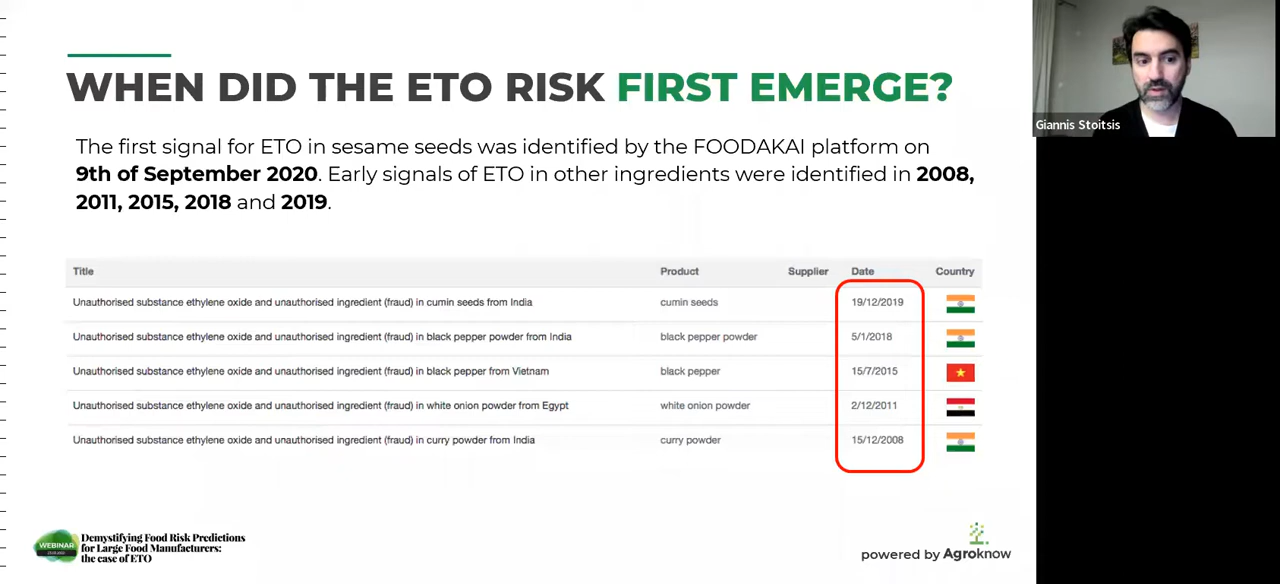 WHEN DID THE ETO RISK FIRST EMERGE?
The first signal for ETO in sesame seeds was identified by the FOODAKAI platform on
9th of September 2020. Early signals of ETO in other ingredients were identified in 2008,
2011, 2015, 2018 and 2019.
Title Product Supplier Date Country
Unauthorised substance ethylene oxide and unauthorised ingredient (fraud) in cumin seeds from India cumin seeds 19/12/2019
Unauthorised substance ethylene oxide and unauthorised ingredient (fraud) in black pepper powder from India black pepper powder 5/1/2018
Unauthorised substance ethylene oxide and unauthorised ingredient (fraud) in black pepper from Vietnam black pepper 15/7/2015
Unauthorised substance ethylene oxide and unauthorised ingredient (fraud) in white onion powder from Egypt white onion powder 2/12/2011
Unauthorised substance ethylene oxide and unauthorised ingredient (fraud) in curry powder from India curry powder 15/12/2008
WEBINAR
Demystifying Food Risk Predictions
for Large Food Manufacturers:
the case of ETO
powered by Agroknow
Giannis Stoitsis